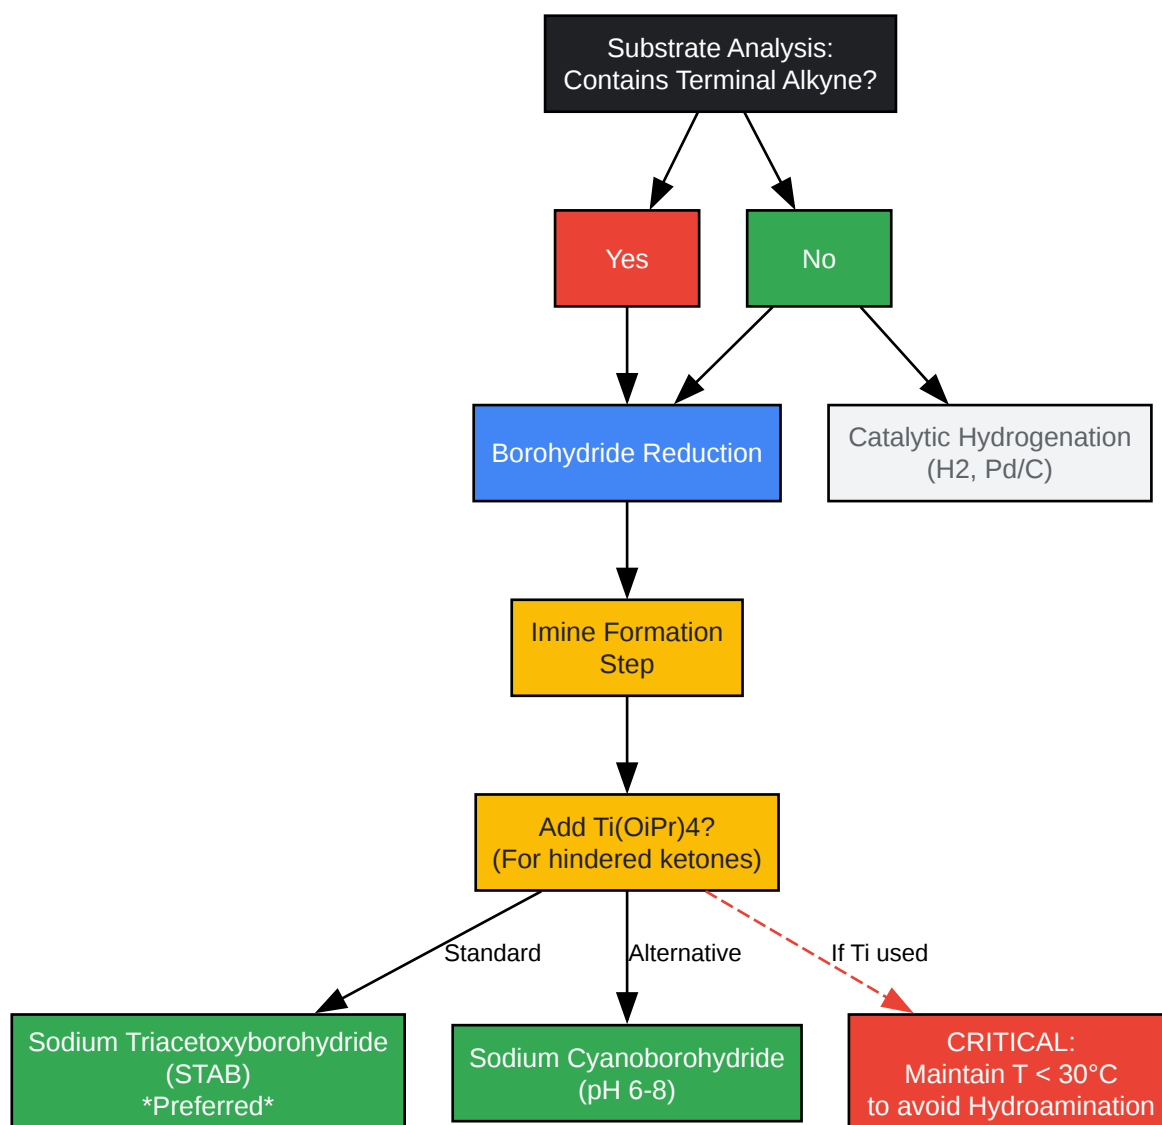 Substrate Analysis:
Contains Terminal Alkyne?
Yes
No
Borohydride Reduction
Catalytic Hydrogenation
(H2, Pd/C)
Imine Formation
Step
Add Ti(OiPr)4?
(For hindered ketones)
Standard
Alternative
If Ti used
Sodium Triacetoxyborohydride
(STAB)
*Preferred*
Sodium Cyanoborohydride
(pH 6-8)
CRITICAL:
Maintain T < 30°C
to avoid Hydroamination